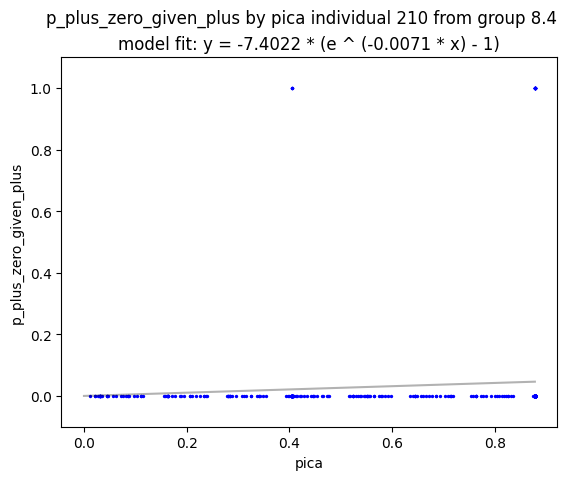 p_plus_zero_given_plus by pica individual 210 from group 8.4
model fit: y = -7.4022 * (e ^ (-0.0071 * x) - 1)
p_plus_zero_given_plus
1.0
0.8
0.6
0.4
0.2
0.0
0.0 0.2 0.4 0.6 0.8
pica